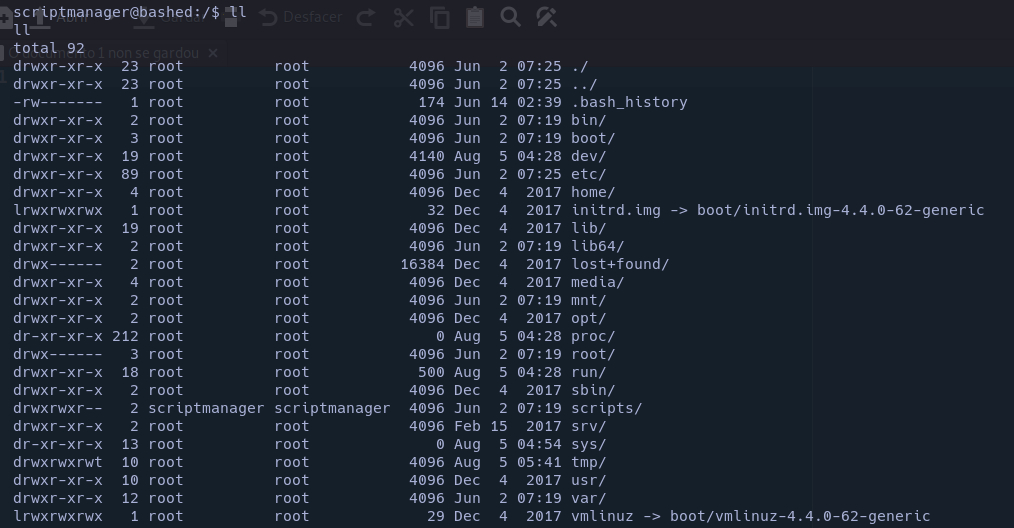 scriptmanager@bashed:/$ ll
Abrir Gardar Desfacer
ll
total 92
documento 1 non se gardou ×
1
drwxr-xr-x  23 root          root            4096 Jun  2 07:25 ./
drwxr-xr-x  23 root          root            4096 Jun  2 07:25 ../
-rw-------   1 root          root             174 Jun 14 02:39 .bash_history
drwxr-xr-x   2 root          root            4096 Jun  2 07:19 bin/
drwxr-xr-x   3 root          root            4096 Jun  2 07:19 boot/
drwxr-xr-x  19 root          root            4140 Aug  5 04:28 dev/
drwxr-xr-x  89 root          root            4096 Jun  2 07:25 etc/
drwxr-xr-x   4 root          root            4096 Dec  4  2017 home/
lrwxrwxrwx   1 root          root              32 Dec  4  2017 initrd.img -> boot/initrd.img-4.4.0-62-generic
drwxr-xr-x  19 root          root            4096 Dec  4  2017 lib/
drwxr-xr-x   2 root          root            4096 Jun  2 07:19 lib64/
drwx------   2 root          root           16384 Dec  4  2017 lost+found/
drwxr-xr-x   4 root          root            4096 Dec  4  2017 media/
drwxr-xr-x   2 root          root            4096 Jun  2 07:19 mnt/
drwxr-xr-x   2 root          root            4096 Dec  4  2017 opt/
dr-xr-xr-x 212 root          root               0 Aug  5 04:28 proc/
drwx------   3 root          root            4096 Jun  2 07:19 root/
drwxr-xr-x  18 root          root             500 Aug  5 04:28 run/
drwxr-xr-x   2 root          root            4096 Dec  4  2017 sbin/
drwxrwxr--   2 scriptmanager scriptmanager   4096 Jun  2 07:19 scripts/
drwxr-xr-x   2 root          root            4096 Feb 15  2017 srv/
dr-xr-xr-x  13 root          root               0 Aug  5 04:54 sys/
drwxrwxrwt  10 root          root            4096 Aug  5 05:41 tmp/
drwxr-xr-x  10 root          root            4096 Dec  4  2017 usr/
drwxr-xr-x  12 root          root            4096 Jun  2 07:19 var/
lrwxrwxrwx   1 root          root              29 Dec  4  2017 vmlinuz -> boot/vmlinuz-4.4.0-62-generic